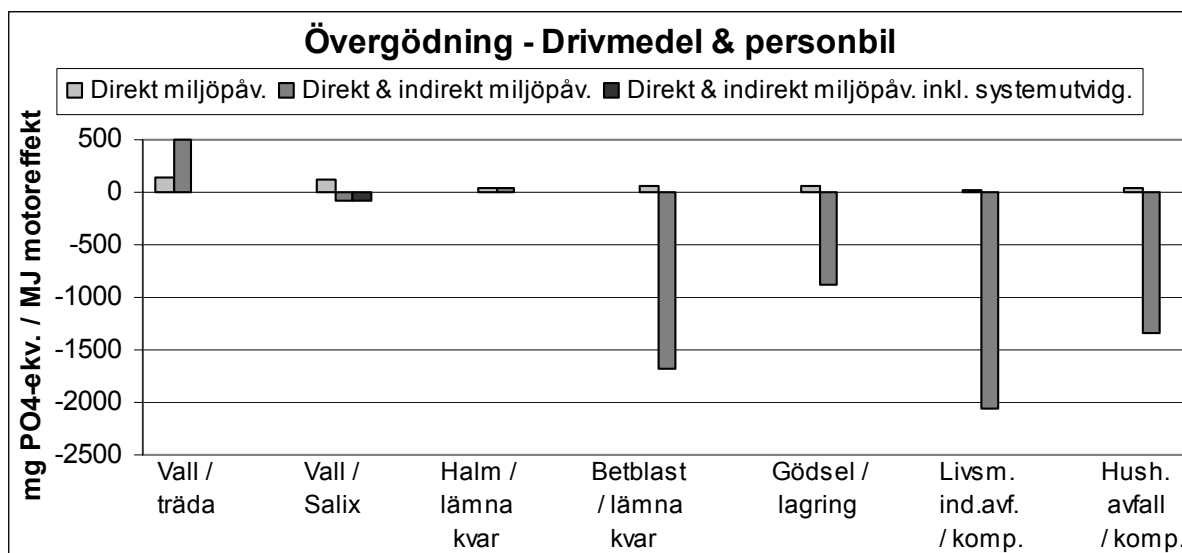 Övergödning - Drivmedel & personbil
Direkt miljöpåv. Direkt & indirekt miljöpåv. Direkt & indirekt miljöpåv. inkl. systemutvidg.
mg PO4-ekv. / MJ motoreffekt
500
0
-500
-1000
-1500
-2000
-2500
Vall /
träda
Vall /
Salix
Halm /
lämna
kvar
Betblast
/ lämna
kvar
Gödsel /
lagring
Livsm.
ind.avf.
/ komp.
Hush.
avfall
/ komp.